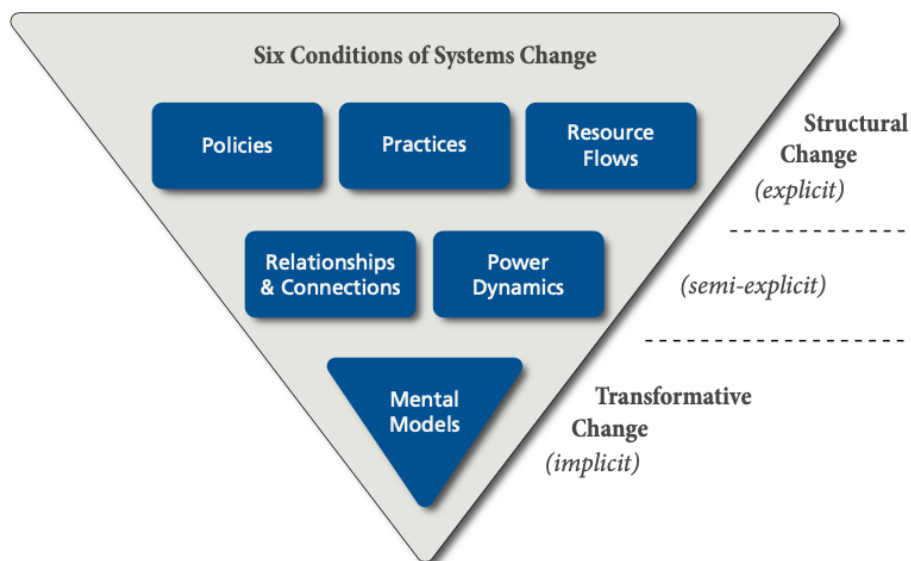 Six Conditions of Systems Change
Policies
Practices
Resource
Flows
Structural
Change
(explicit)
Relationships
& Connections
Power
Dynamics
(semi-explicit)
Mental
Models
Transformative
Change
(implicit)